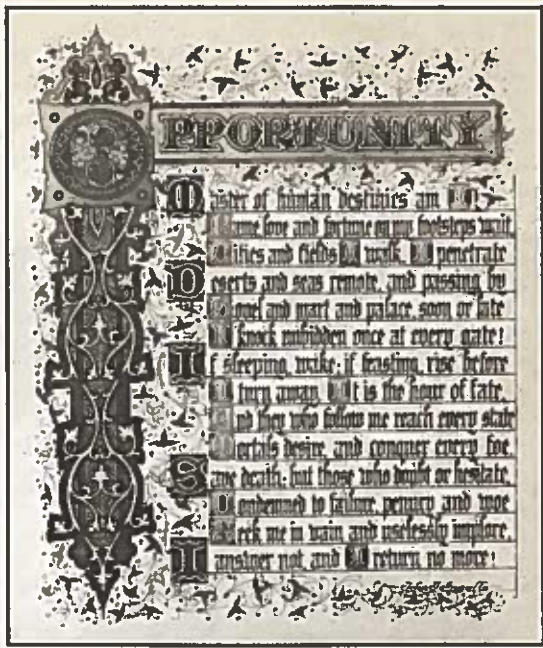 OPPORTUNITY
Master of human destinies am I!
Fame, love and fortune on my footsteps wait,
Cities and fields I walk. I penetrate
Deserts and seas remote, and passing by
Hovel and mart and palace, soon or late
I knock unbidden once at every gate!
If sleeping, wake; if feasting, rise before
I turn away. It is the hour of fate,
And they who follow me reach every state
Mortals desire, and conquer every foe
Save death; but those who doubt or hesitate,
Condemned to failure, penury and woe
Seek me in vain and uselessly implore,
I answer not, and I return no more!